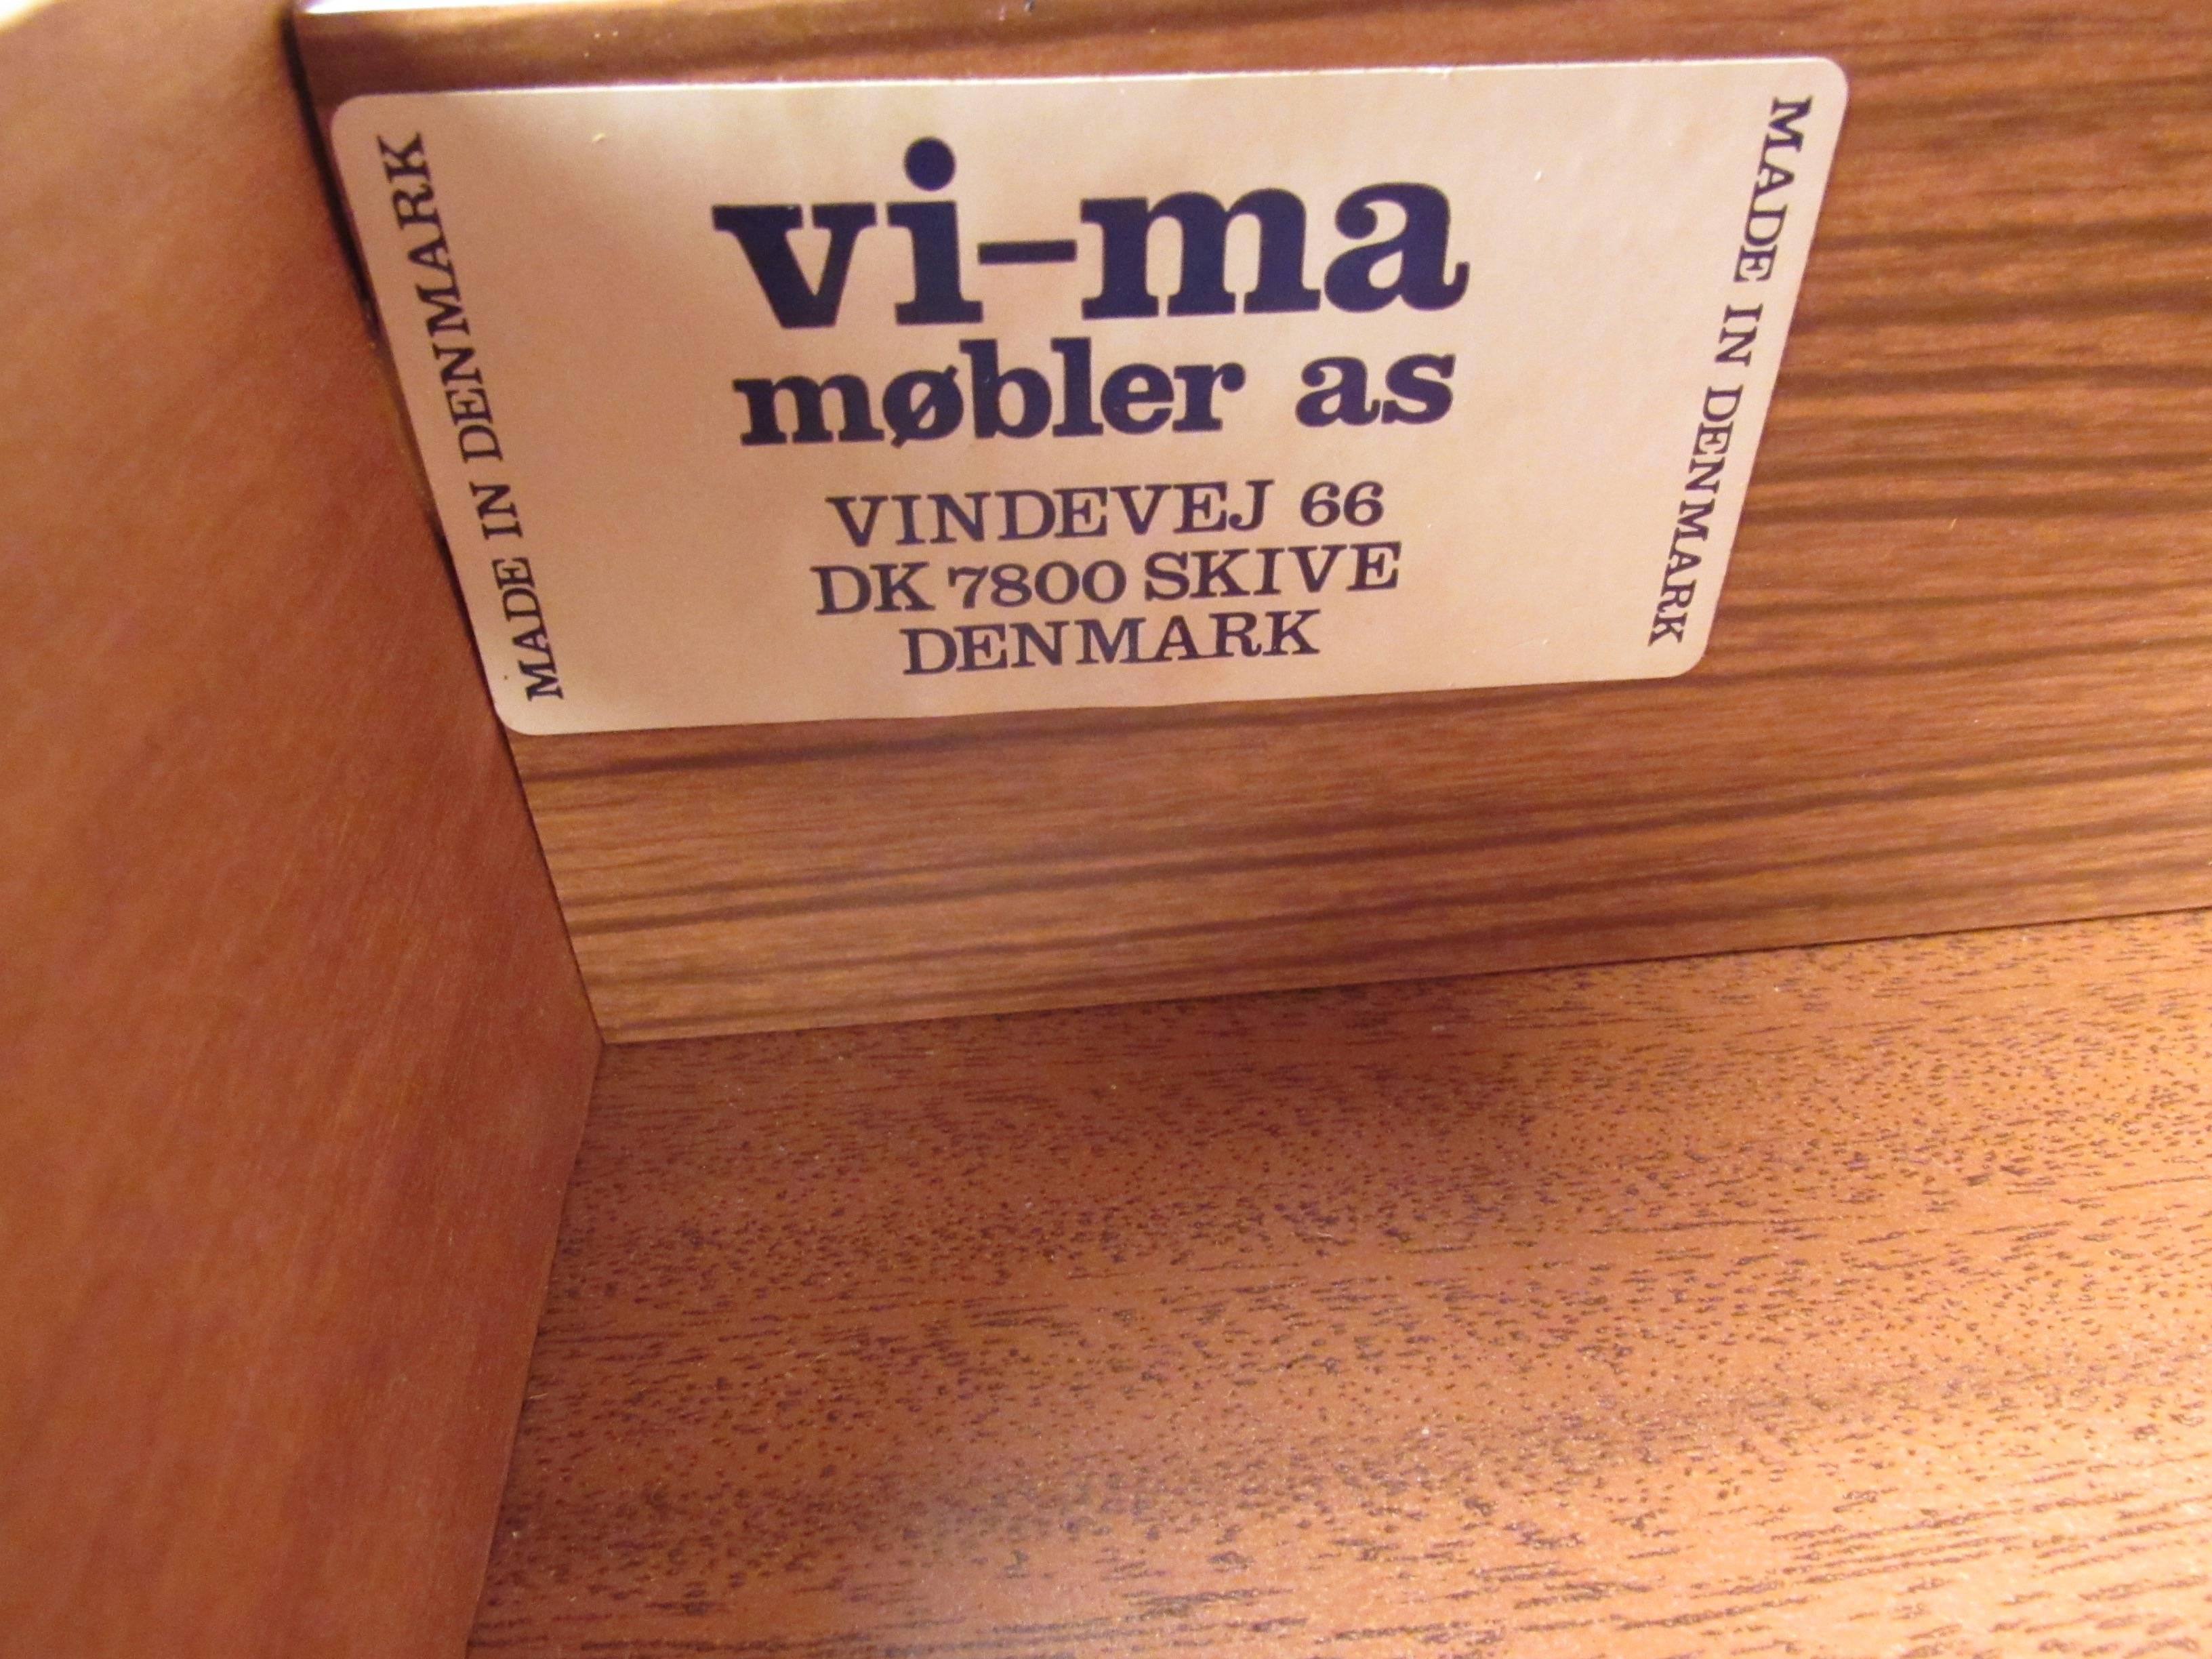 MADE IN DENMARK
vi-ma
møbler as
VINDEVEJ 66
DK 7800 SKIVE
DENMARK
MADE IN DENMARK